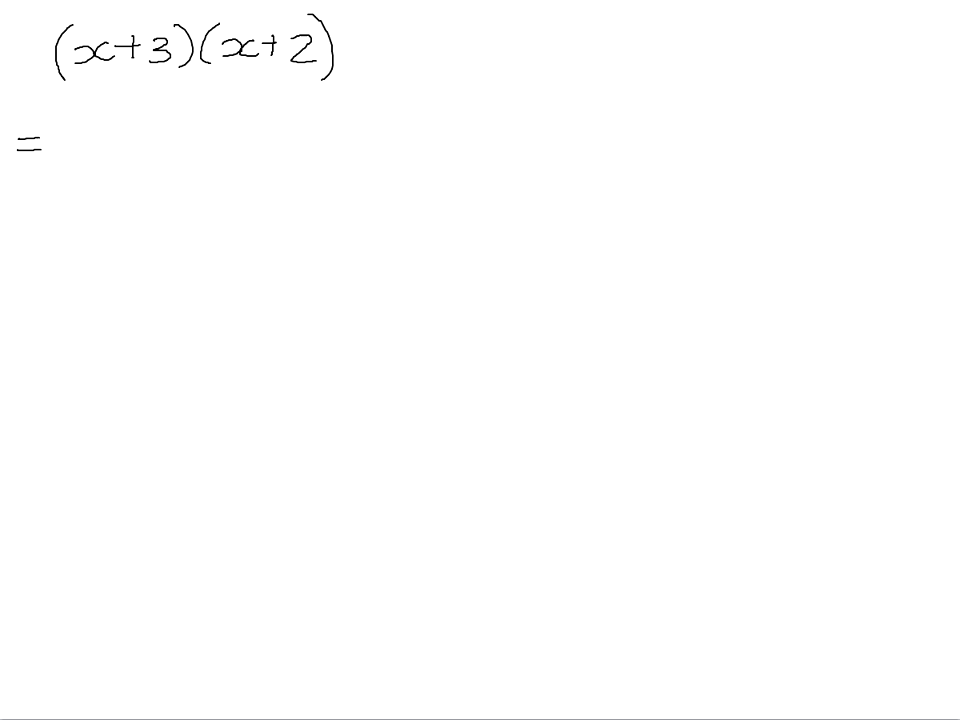 (x+3)(x+2)
=